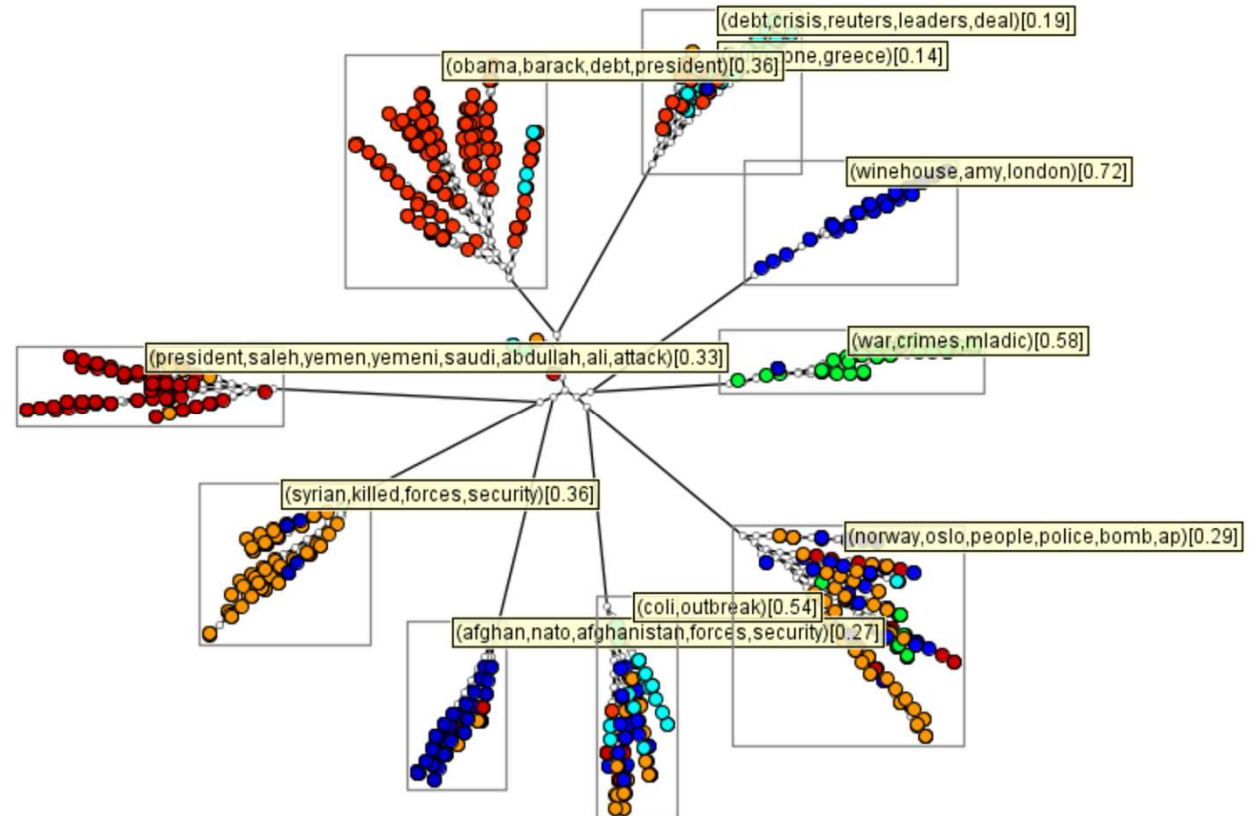 (debt,crisis,reuters,leaders,deal)[0.19]
one,greece)[0.14]
(obama,barack,debt,president)[0.36]
(winehouse,amy,london)[0.72]
(war,crimes,mladic)[0.58]
(president,saleh,yemen,yemeni,saudi,abdullah,ali,attack)[0.33]
(syrian,killed,forces,security)[0.36]
(norway,oslo,people,police,bomb,ap)[0.29]
(coli,outbreak)[0.54]
(afghan,nato,afghanistan,forces,security)[0.27]